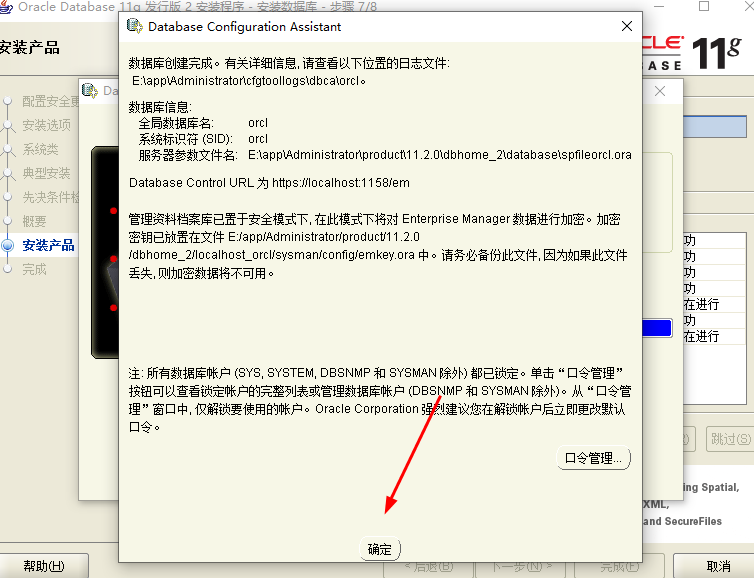 Oracle Database 11g 发行版 2 安装程序 - 安装数据库 - 步骤 7/8
安装产品
11g
配置安全更
安装选项
系统类
典型安装
先决条件检
概要
安装产品
完成
Da
Database Configuration Assistant
数据库创建完成。有关详细信息, 请查看以下位置的日志文件:
E:\app\Administrator\cfgtoollogs\dbca\orcl。
数据库信息:
全局数据库名: orcl
系统标识符 (SID): orcl
服务器参数文件名: E:\app\Administrator\product\11.2.0\dbhome_2\database\spfileorcl.ora
Database Control URL 为 https://localhost:1158/em
管理资料档案库已置于安全模式下, 在此模式下将对 Enterprise Manager 数据进行加密。加密
密钥已放置在文件 E:/app/Administrator/product/11.2.0
/dbhome_2/localhost_orcl/sysman/config/emkey.ora 中。请务必备份此文件, 因为如果此文件
丢失, 则加密数据将不可用。
注: 所有数据库帐户 (SYS, SYSTEM, DBSNMP 和 SYSMAN 除外) 都已锁定。单击“口令管理”
按钮可以查看锁定帐户的完整列表或管理数据库帐户 (DBSNMP 和 SYSMAN 除外)。从“口令管
理”窗口中, 仅解锁要使用的帐户。Oracle Corporation 强烈建议您在解锁帐户后立即更改默认
口令。
口令管理...
确定
功
功
功
功
在进行
功
在进行
跳过(S)
ing Spatial,
XML,
and SecureFiles
帮助(H)
< 后退(B)
下一步(N) >
完成(F)
取消